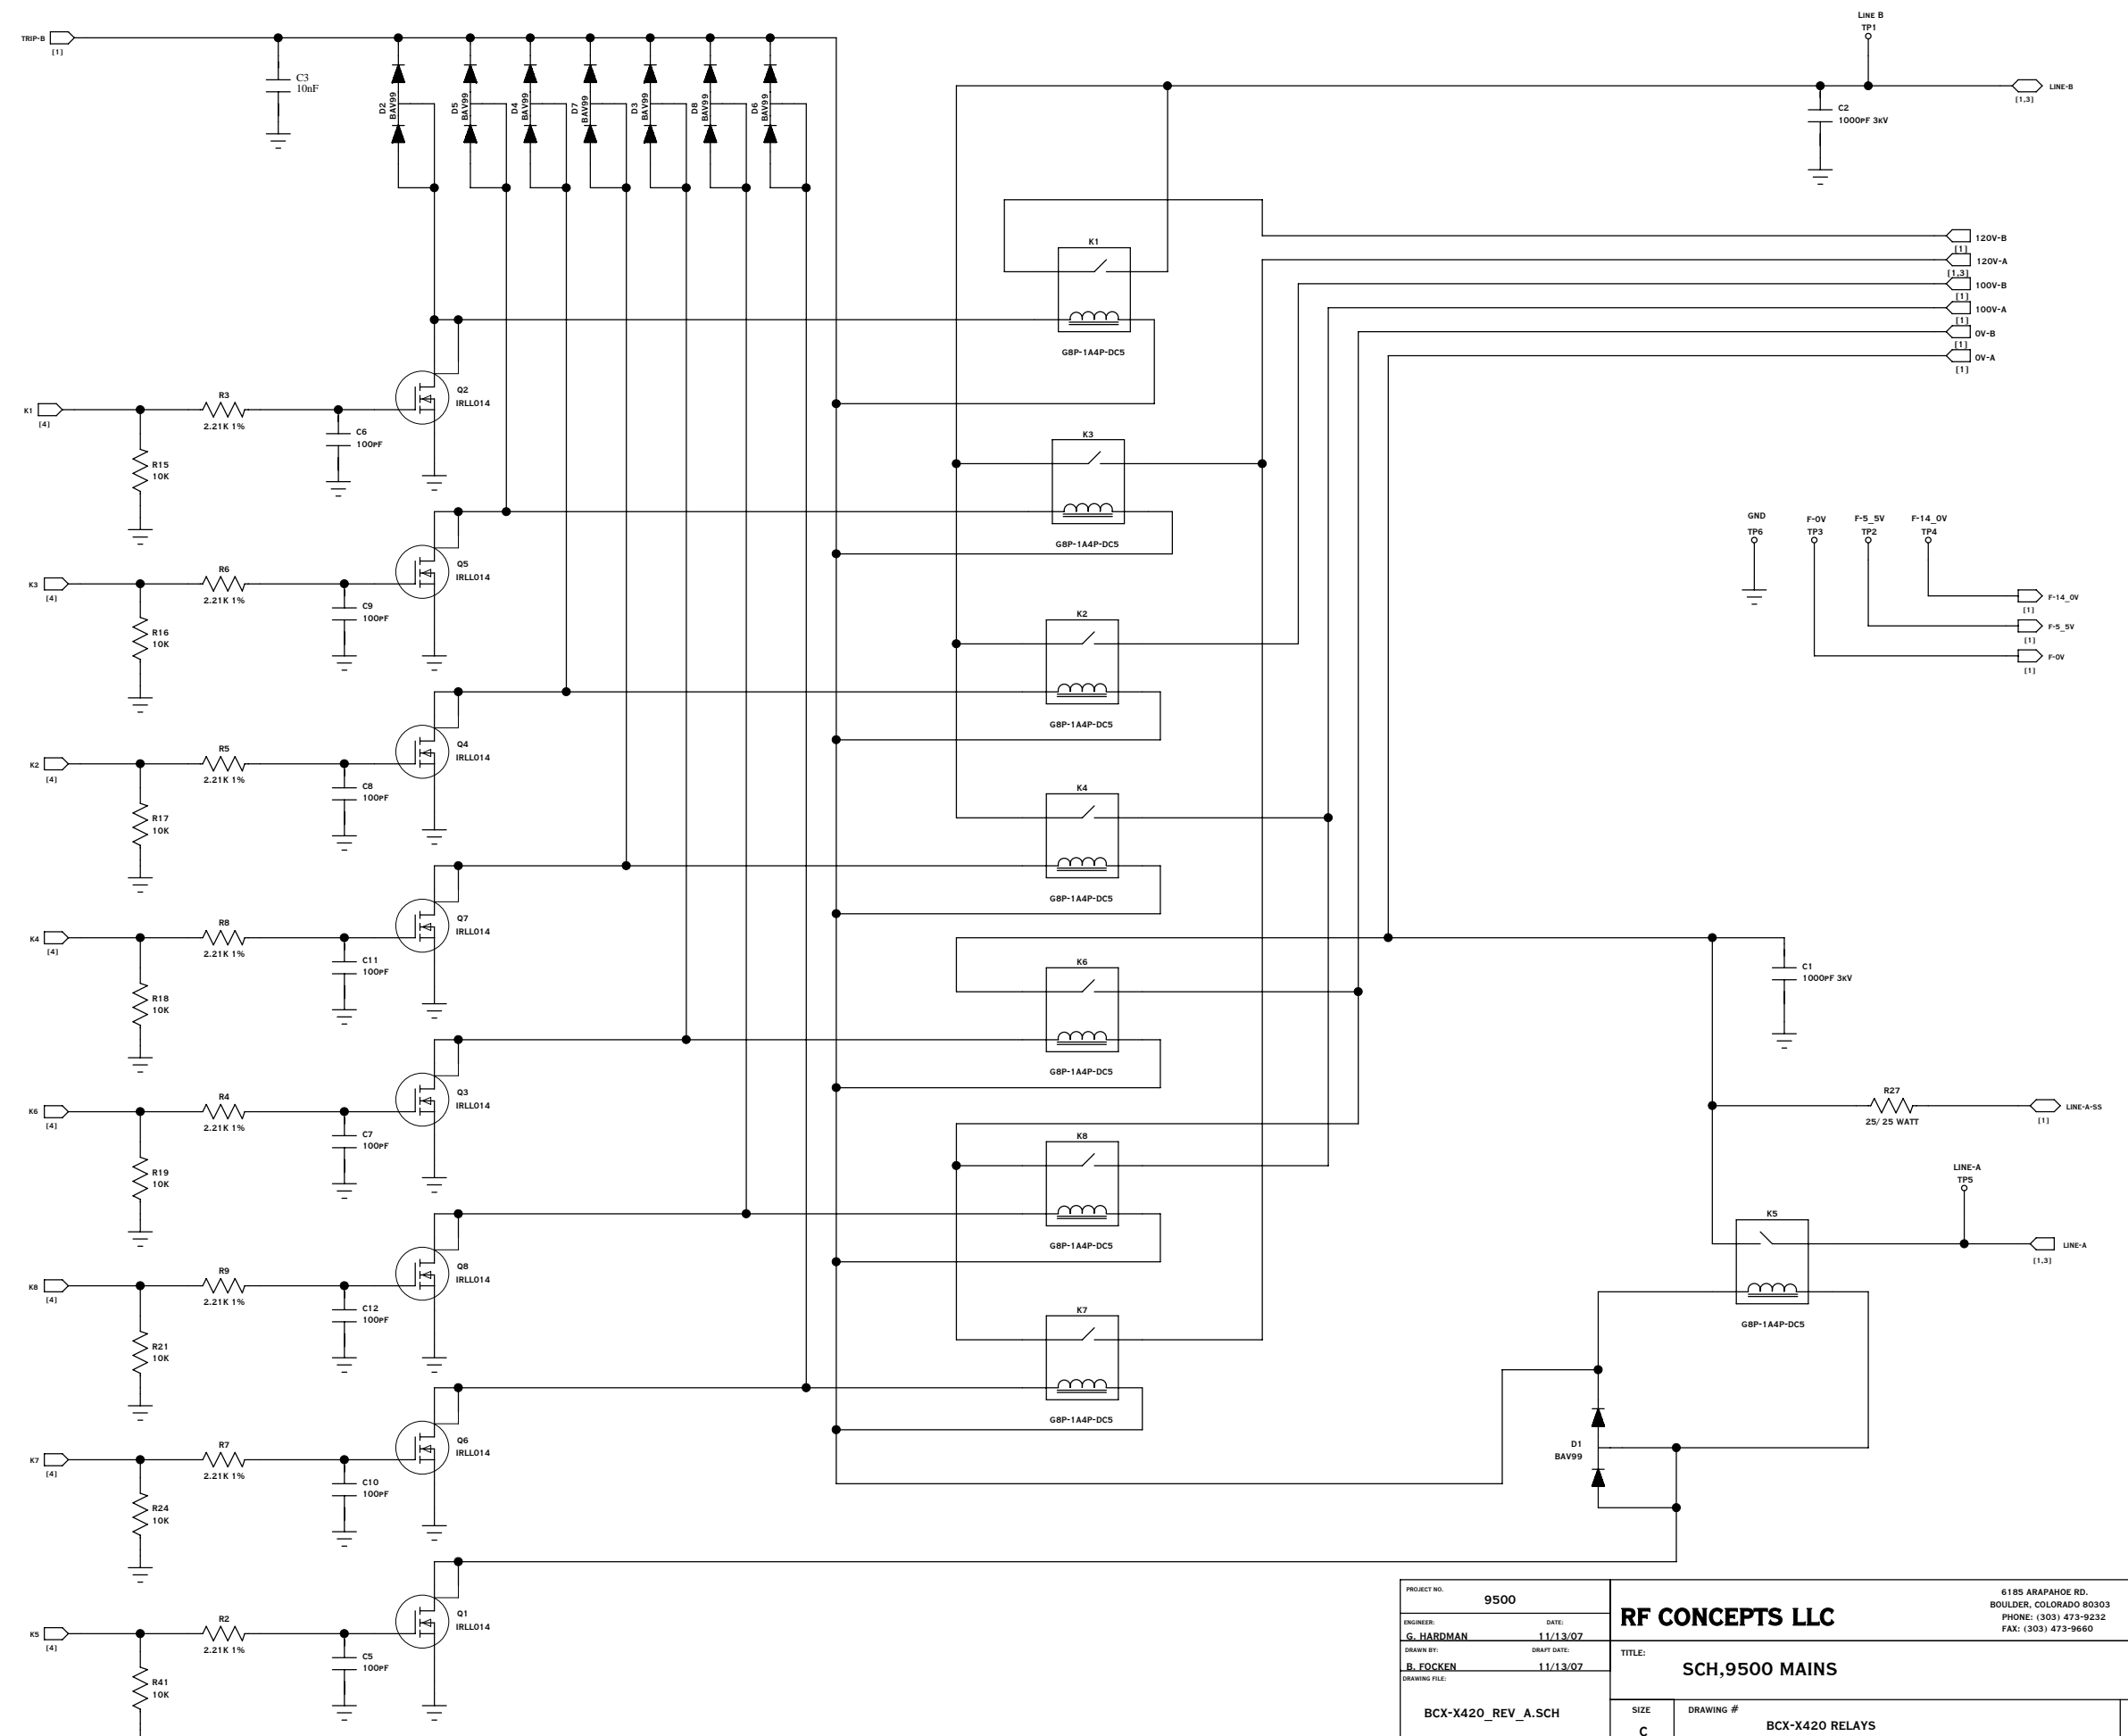 LINE B
TP1
TRIP-B
[1]
C3
10nF
D2
BAV99
D5
BAV99
D4
BAV99
D7
BAV99
D3
BAV99
D8
BAV99
D6
BAV99
LINE-B
[1,3]
C2
1000PF 3KV
K1
G8P-1A4P-DC5
120V-B
[1]
120V-A
[1,3]
100V-B
[1]
100V-A
[1]
0V-B
[1]
0V-A
[1]
K1
[4]
R3
2.21K 1%
R15
10K
C6
100PF
Q2
IRLL014
K3
G8P-1A4P-DC5
K3
[4]
R6
2.21K 1%
R16
10K
C9
100PF
Q5
IRLL014
GND
TP6
F-0V
TP3
F-5_5V
TP2
F-14_0V
TP4
F-14_0V
[1]
F-5_5V
[1]
F-0V
[1]
K2
G8P-1A4P-DC5
K2
[4]
R5
2.21K 1%
R17
10K
C8
100PF
Q4
IRLL014
K4
G8P-1A4P-DC5
K4
[4]
R8
2.21K 1%
R18
10K
C11
100PF
Q7
IRLL014
K6
G8P-1A4P-DC5
C1
1000PF 3KV
K6
[4]
R4
2.21K 1%
R19
10K
C7
100PF
Q3
IRLL014
R27
25/ 25 WATT
LINE-A-SS
[1]
K8
G8P-1A4P-DC5
LINE-A
TP5
K5
G8P-1A4P-DC5
LINE-A
[1,3]
K8
[4]
R9
2.21K 1%
R21
10K
C12
100PF
Q8
IRLL014
K7
G8P-1A4P-DC5
D1
BAV99
K7
[4]
R7
2.21K 1%
R24
10K
C10
100PF
Q6
IRLL014
K5
[4]
R2
2.21K 1%
R41
10K
C5
100PF
Q1
IRLL014
PROJECT NO.
9500
ENGINEER: DATE:
G. HARDMAN 11/13/07
DRAWN BY: DRAFT DATE:
B. FOCKEN 11/13/07
DRAWING FILE:
BCX-X420_REV_A.SCH
RF CONCEPTS LLC
6185 ARAPAHOE RD.
BOULDER, COLORADO 80303
PHONE: (303) 473-9232
FAX: (303) 473-9660
TITLE:
SCH,9500 MAINS
SIZE
C
DRAWING #
BCX-X420 RELAYS